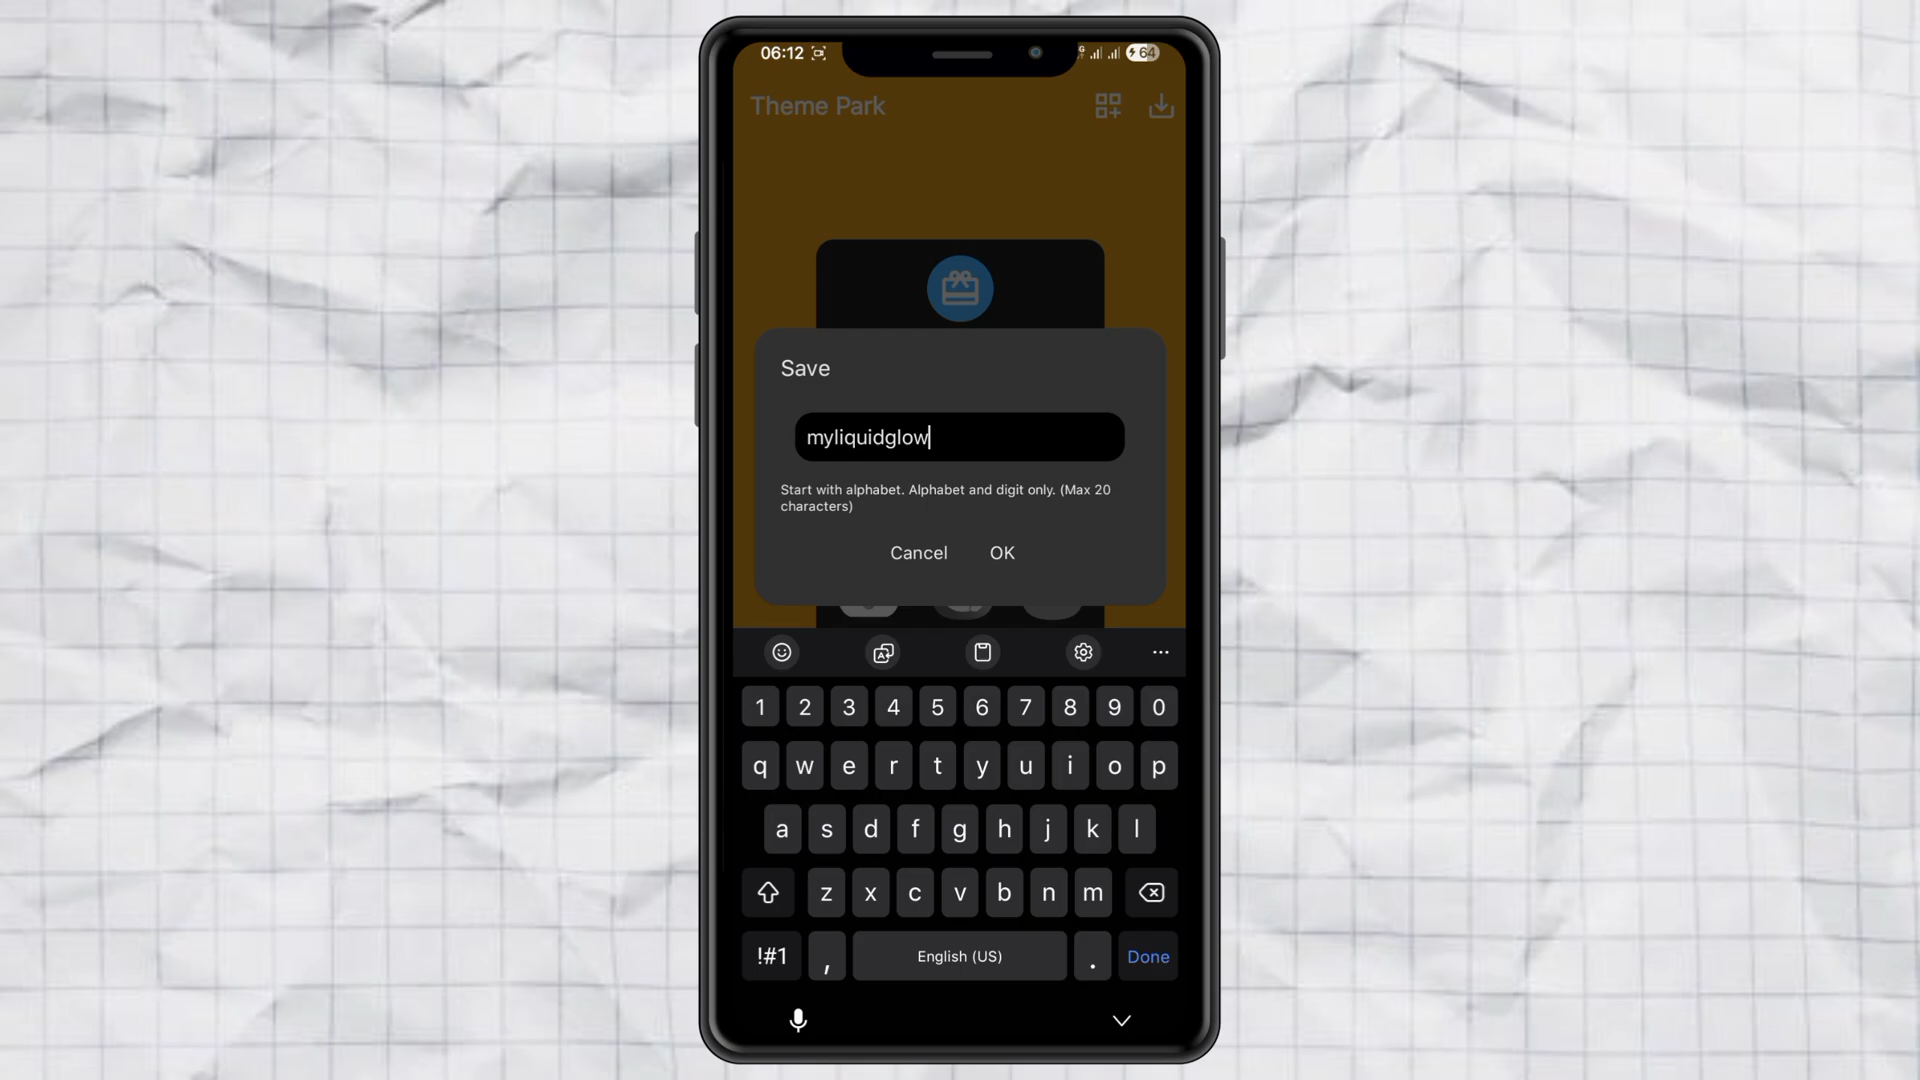 06:12
G
64
Theme Park
Save
myliquidglow
Start with alphabet. Alphabet and digit only. (Max 20
characters)
Cancel OK
1 2 3 4 5 6 7 8 9 0
q w e r t y u i o p
a s d f g h j k l
z x c v b n m
!#1 , English (US) . Done